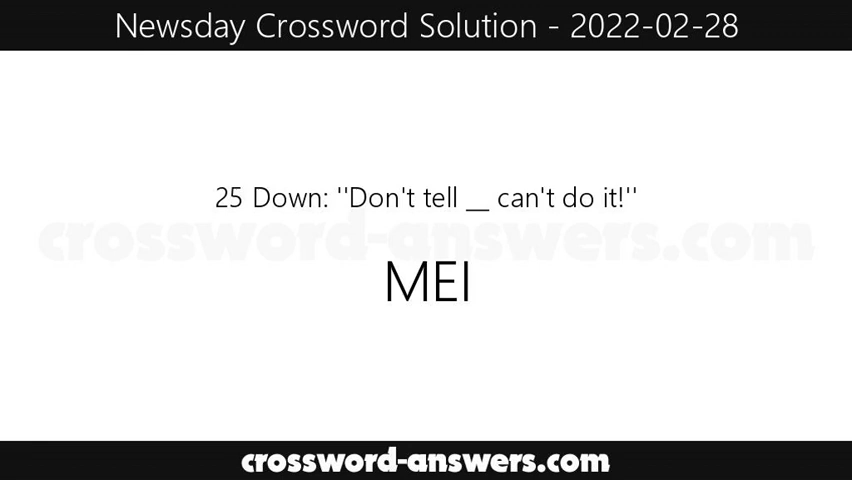 Newsday Crossword Solution - 2022-02-28
25 Down: ''Don't tell __ can't do it!''
crossword-answers.com
MEI
crossword-answers.com